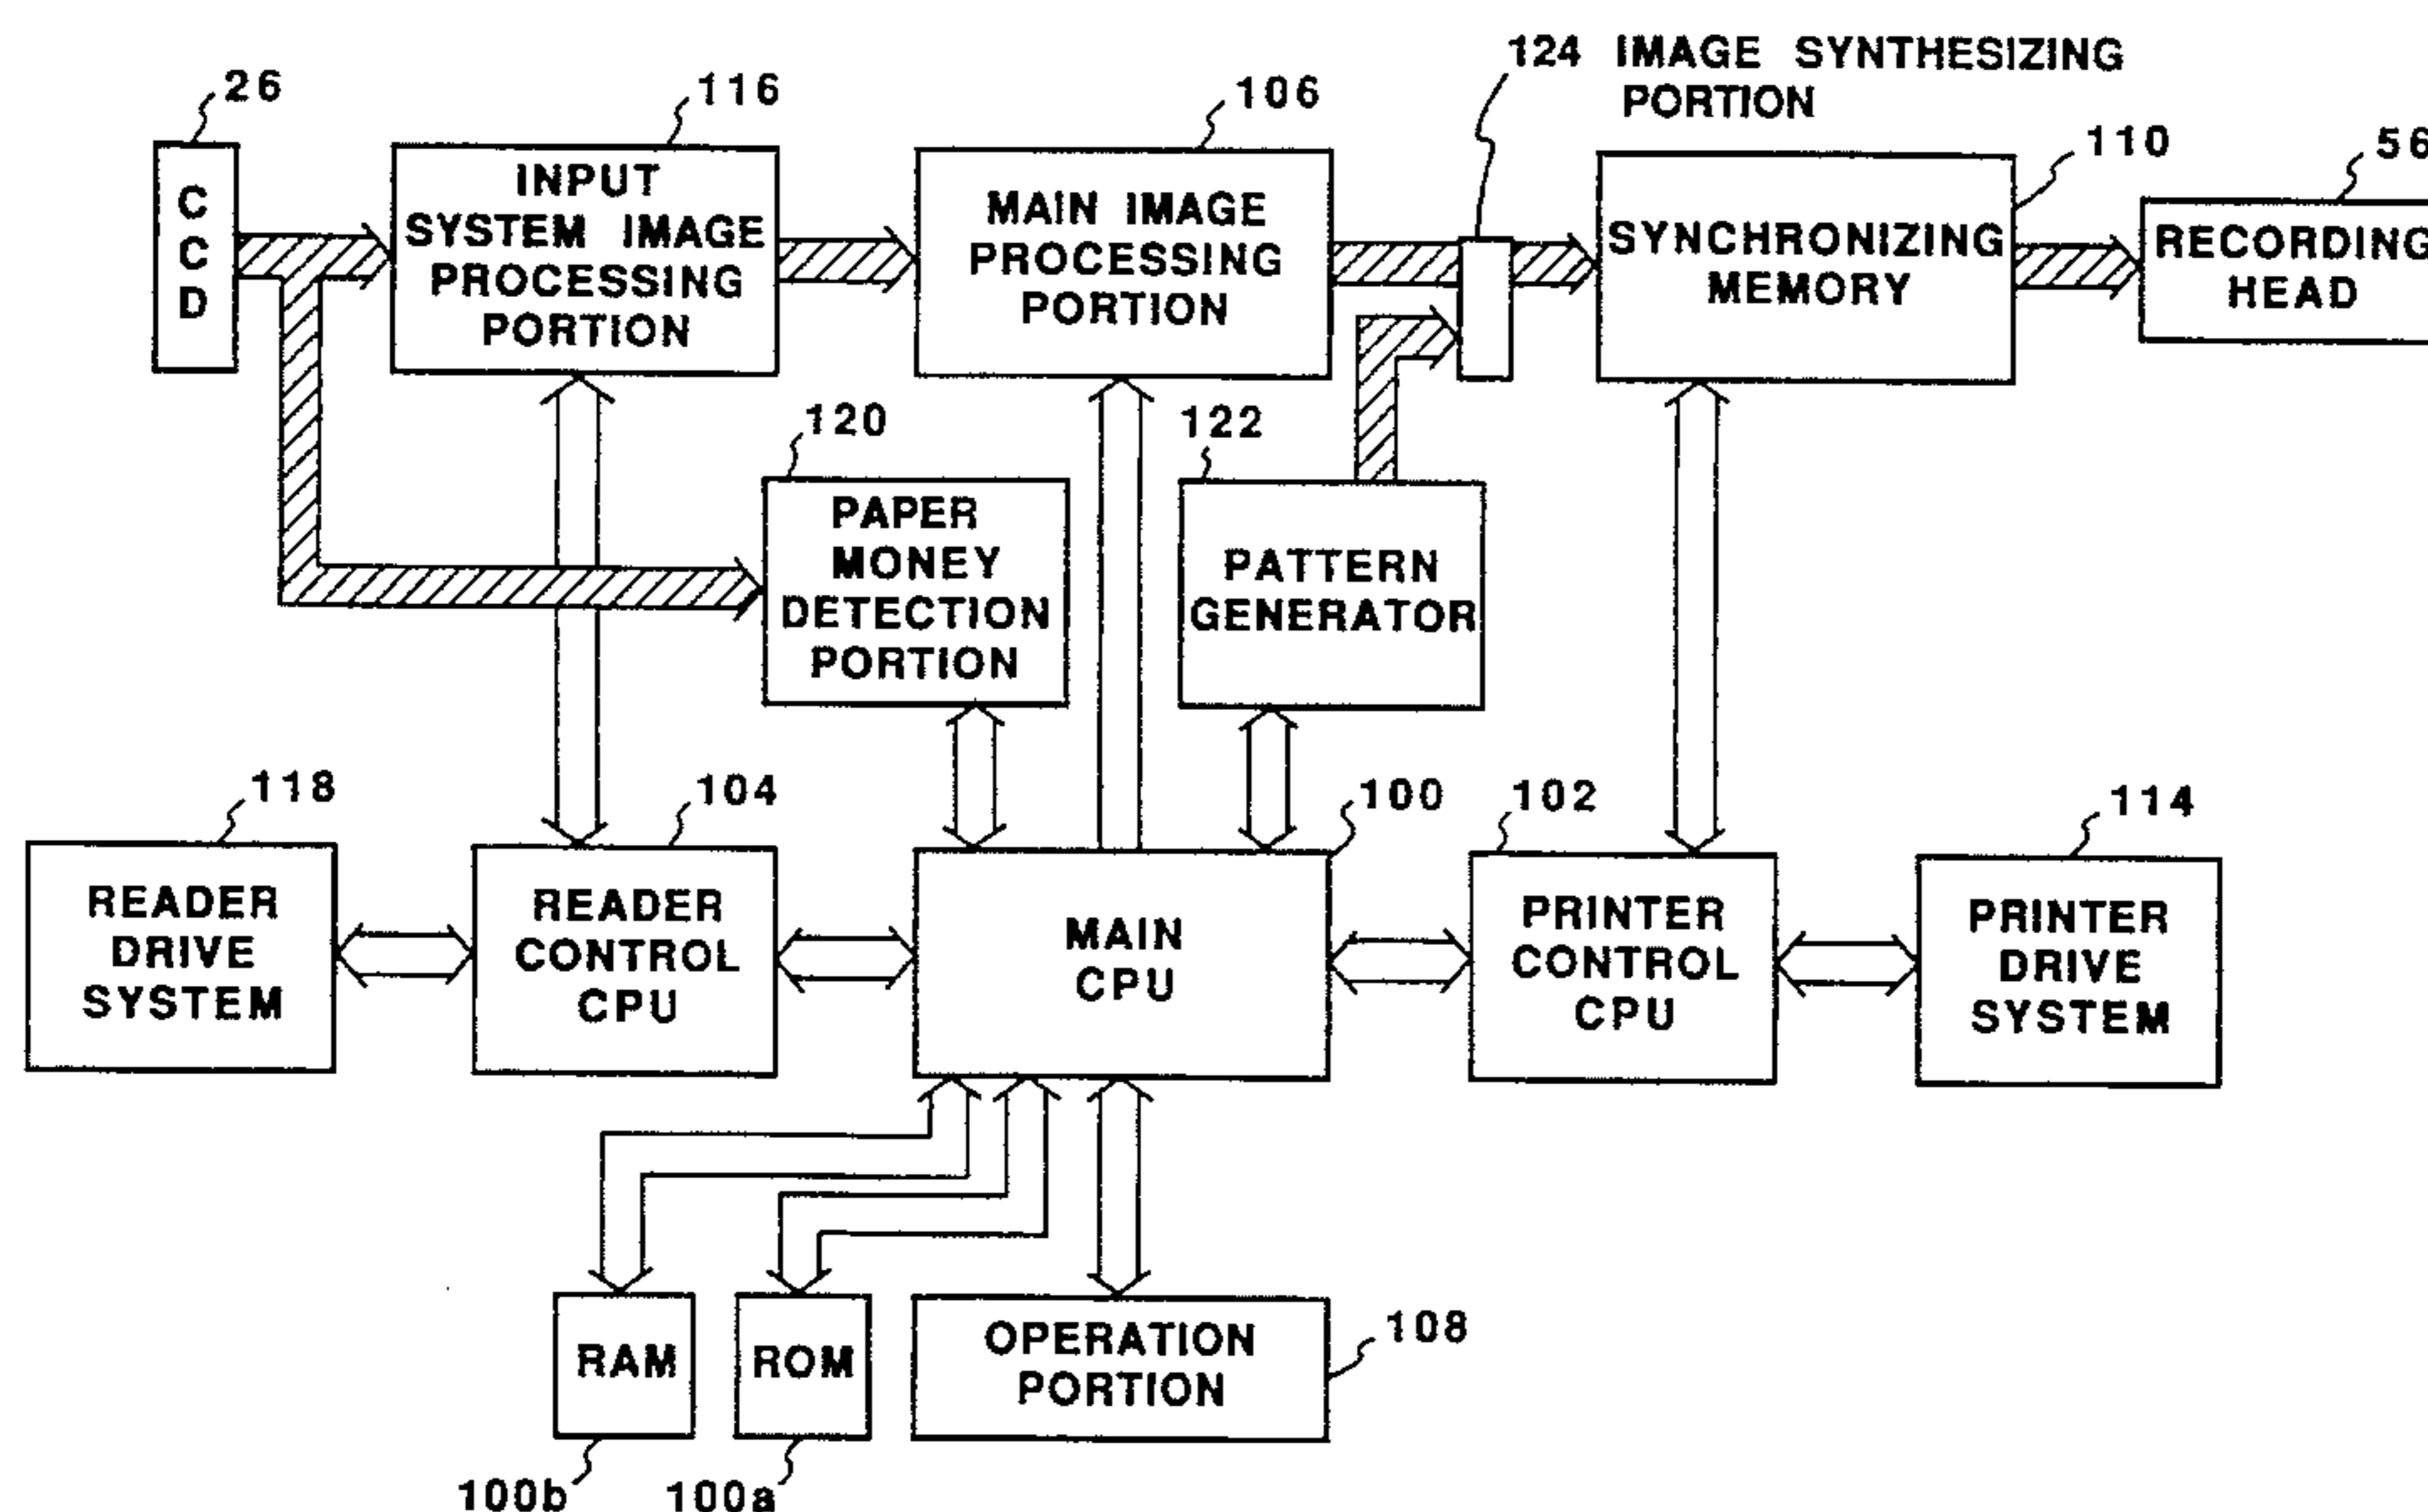 26
116
106
124 IMAGE SYNTHESIZING
PORTION
110
56
C
C
D
INPUT
SYSTEM IMAGE
PROCESSING
PORTION
MAIN IMAGE
PROCESSING
PORTION
SYNCHRONIZING
MEMORY
RECORDING
HEAD
120
122
PAPER
MONEY
DETECTION
PORTION
PATTERN
GENERATOR
118
104
100
102
114
READER
DRIVE
SYSTEM
READER
CONTROL
CPU
MAIN
CPU
PRINTER
CONTROL
CPU
PRINTER
DRIVE
SYSTEM
RAM
ROM
OPERATION
PORTION
108
100b
100a